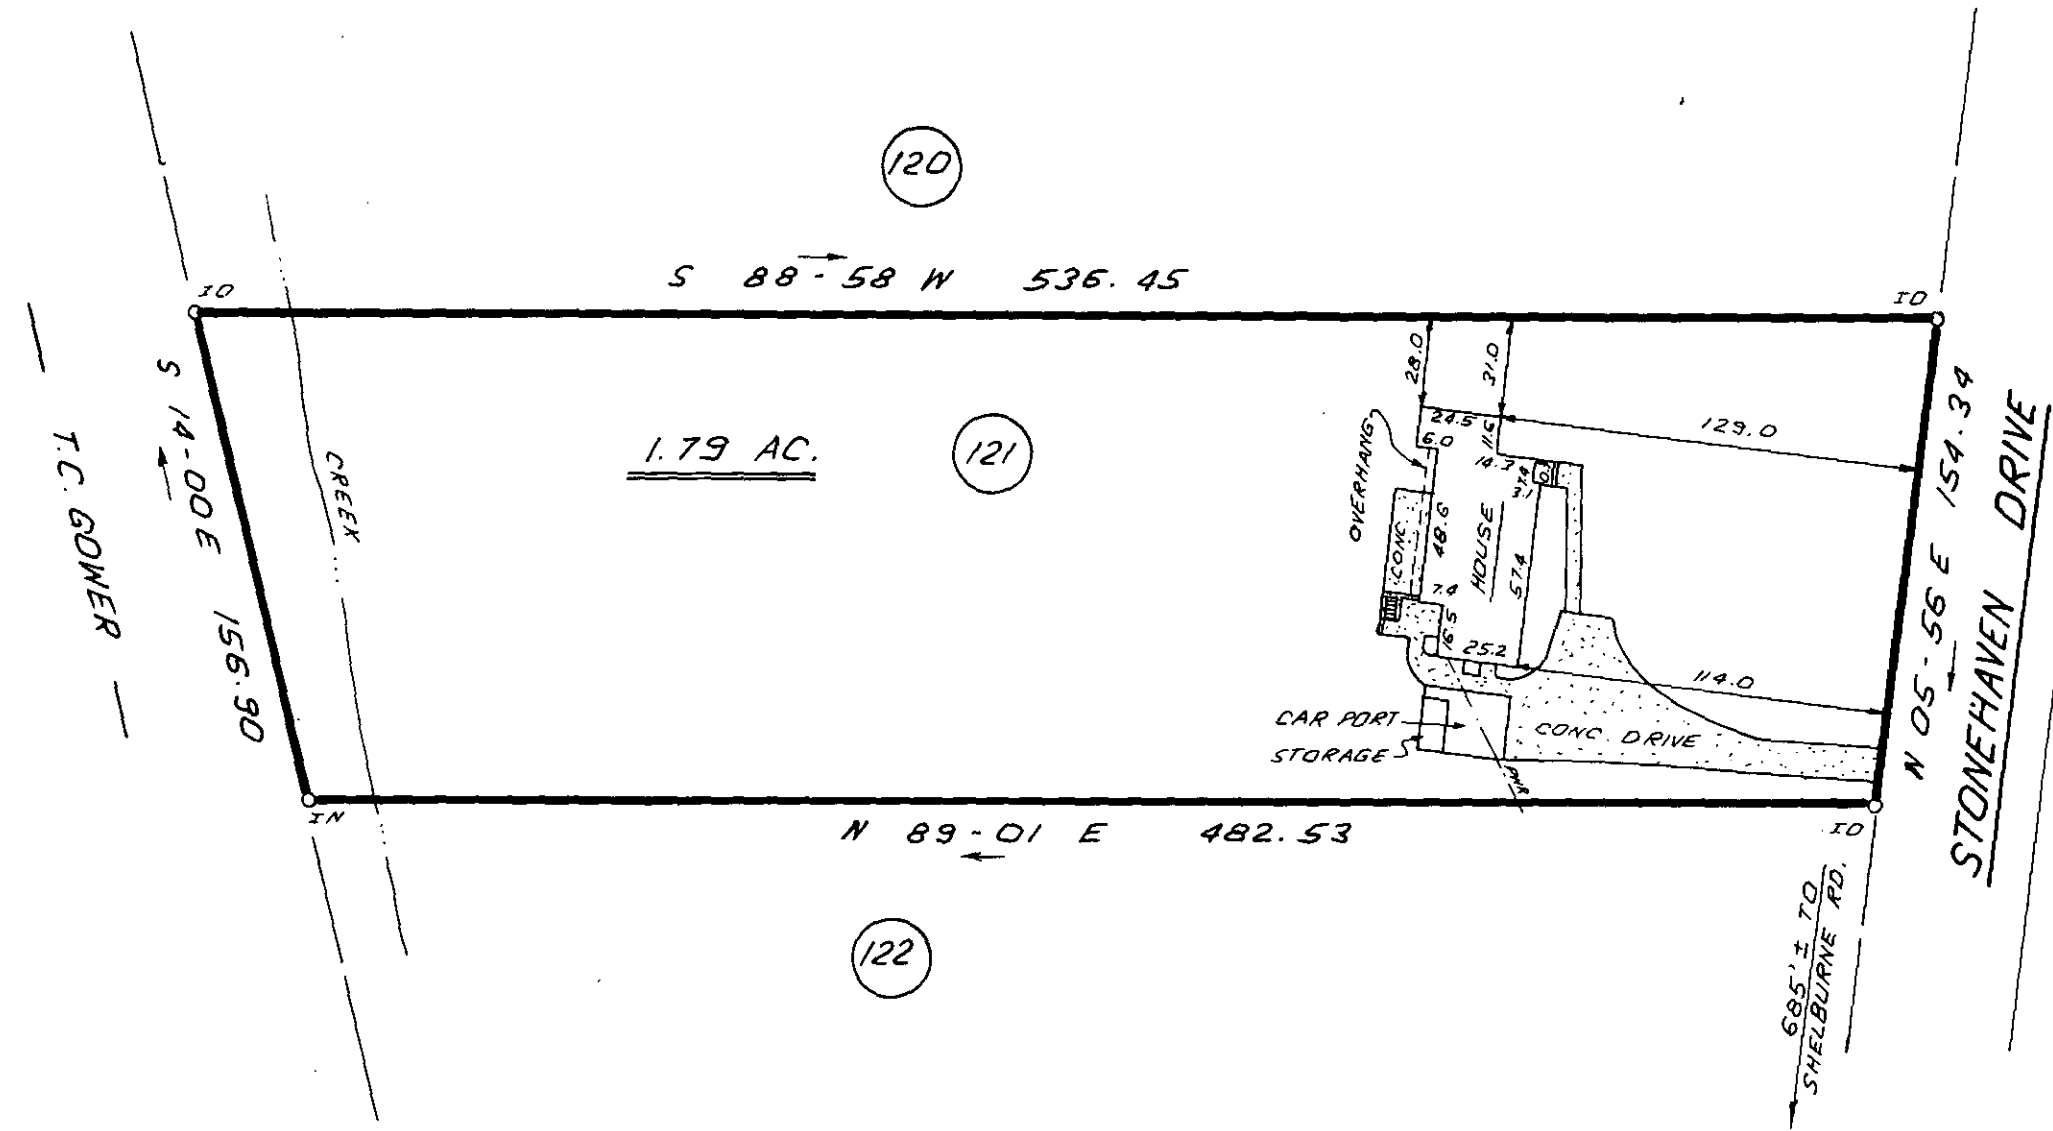 120
S 88-58 W 536.45
IO
IO
S 14-00 E 156.90
T.C. GOWER
CREEK
1.79 AC.
121
28.0
31.0
24.5
6.0
11.6
14.3
7.4
3.1
129.0
OVERHANG
CONC
48.6
HOUSE
57.4
7.4
16.5
25.2
114.0
CAR PORT
STORAGE
CONC. DRIVE
PWR
N 05-56 E 154.34
STONEHAVEN DRIVE
IN
N 89-01 E 482.53
IO
122
685' ± TO
SHELBURNE RD.